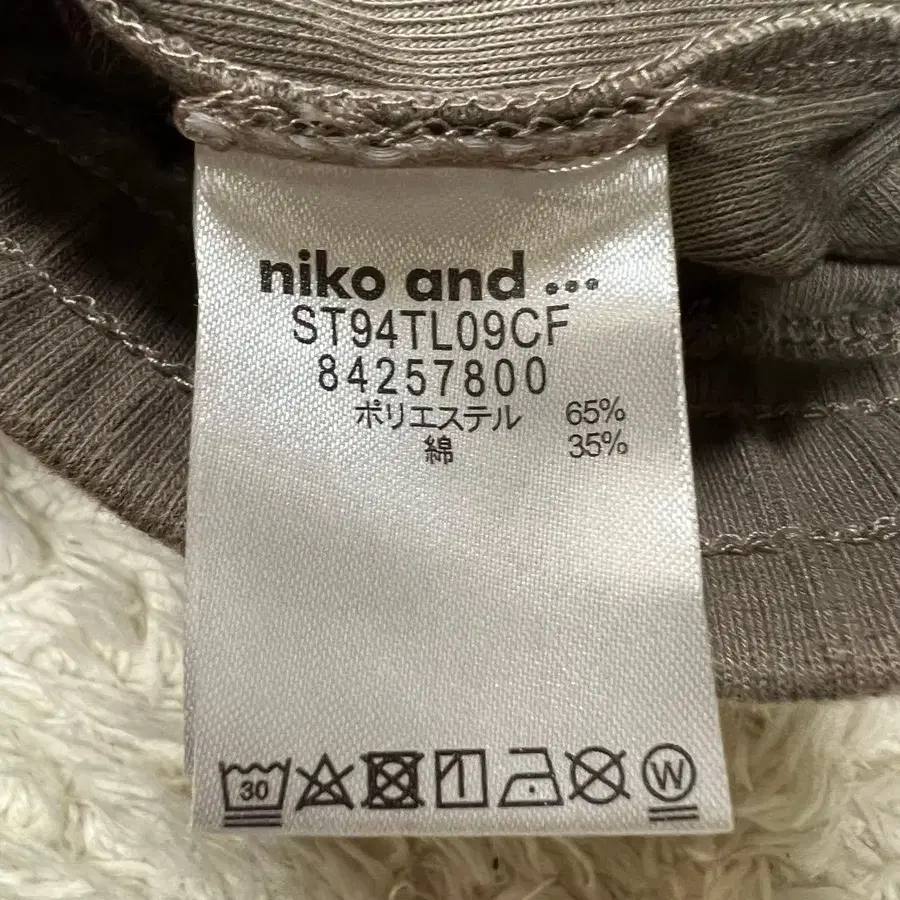 niko and ...
ST94TL09CF
84257800
ポリエステル 65%
綿 35%
30 W